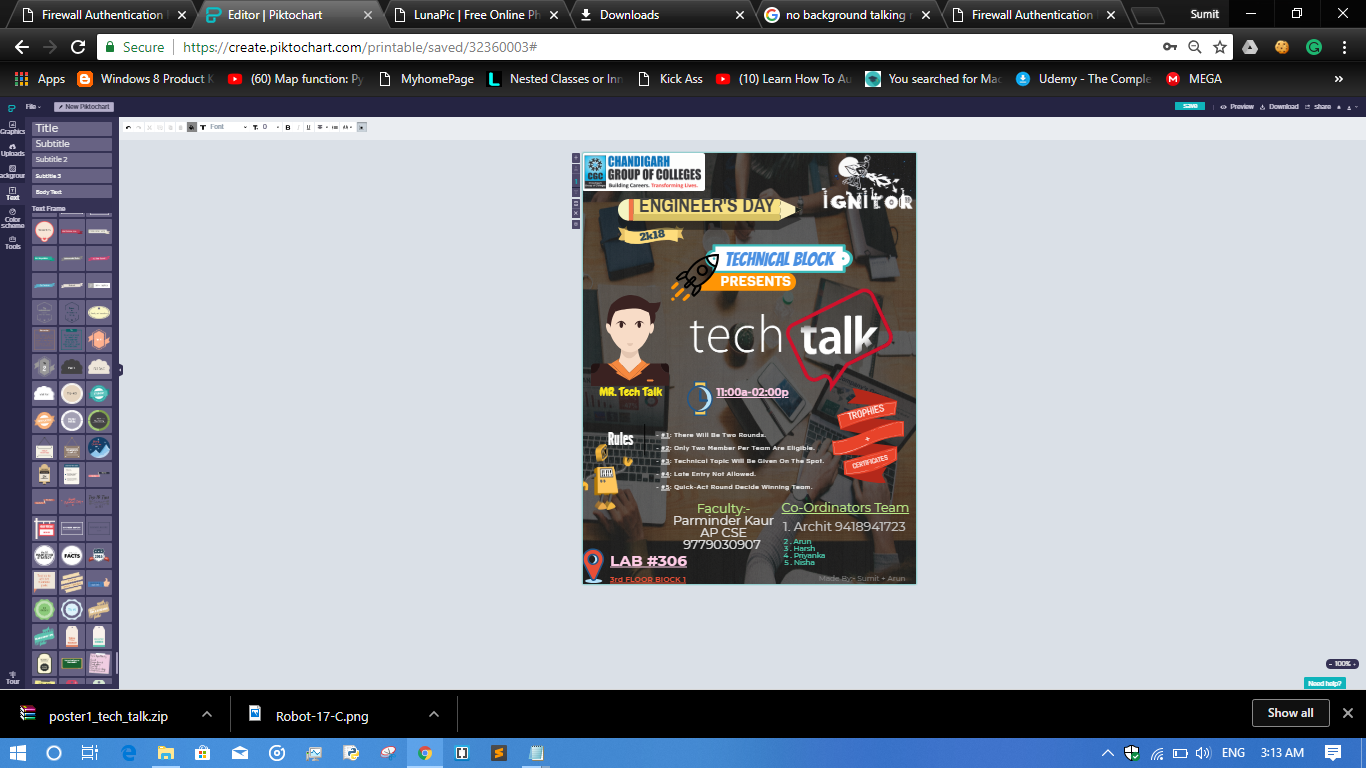 Firewall Authentication
Editor | Piktochart
LunaPic | Free Online Ph
Downloads
no background talking
Firewall Authentication
Sumit
Secure
https://create.piktochart.com/printable/saved/32360003#
Apps
Windows 8 Product K
(60) Map function: Py
MyhomePage
Nested Classes or Inn
Kick Ass
(10) Learn How To Au
You searched for Mac
Udemy - The Comple
MEGA
File
New Piktochart
SAVE
Preview
Download
share
Graphics
Uploads
Background
Text
Color
scheme
Tools
Tour
Title
Subtitle
Subtitle 2
Subtitle 3
Body Text
Text Frame
FACTS
Font
0
B
I
U
CHANDIGARH
GROUP OF COLLEGES
CGC
Building Careers. Transforming Lives.
IGNITOR
ENGINEER'S DAY
2k18
TECHNICAL BLOCK
PRESENTS
tech talk
MR. Tech Talk
11:00a-02:00p
TROPHIES
+
CERTIFICATES
Rules
- #1: There Will Be Two Rounds.
- #2: Only Two Member Per Team Are Eligible.
- #3: Technical Topic Will Be Given On The Spot.
- #4: Late Entry Not Allowed.
- #5: Quick-Act Round Decide Winning Team.
Faculty:-
Parminder Kaur
AP CSE
9779030907
Co-Ordinators Team
1. Archit 9418941723
2. Arun
3. Harsh
4. Priyanka
5. Nisha
LAB #306
3rd FLOOR BLOCK 1
Made By:- Sumit + Arun
- 100% +
Need help?
poster1_tech_talk.zip
Robot-17-C.png
Show all
ENG
3:13 AM